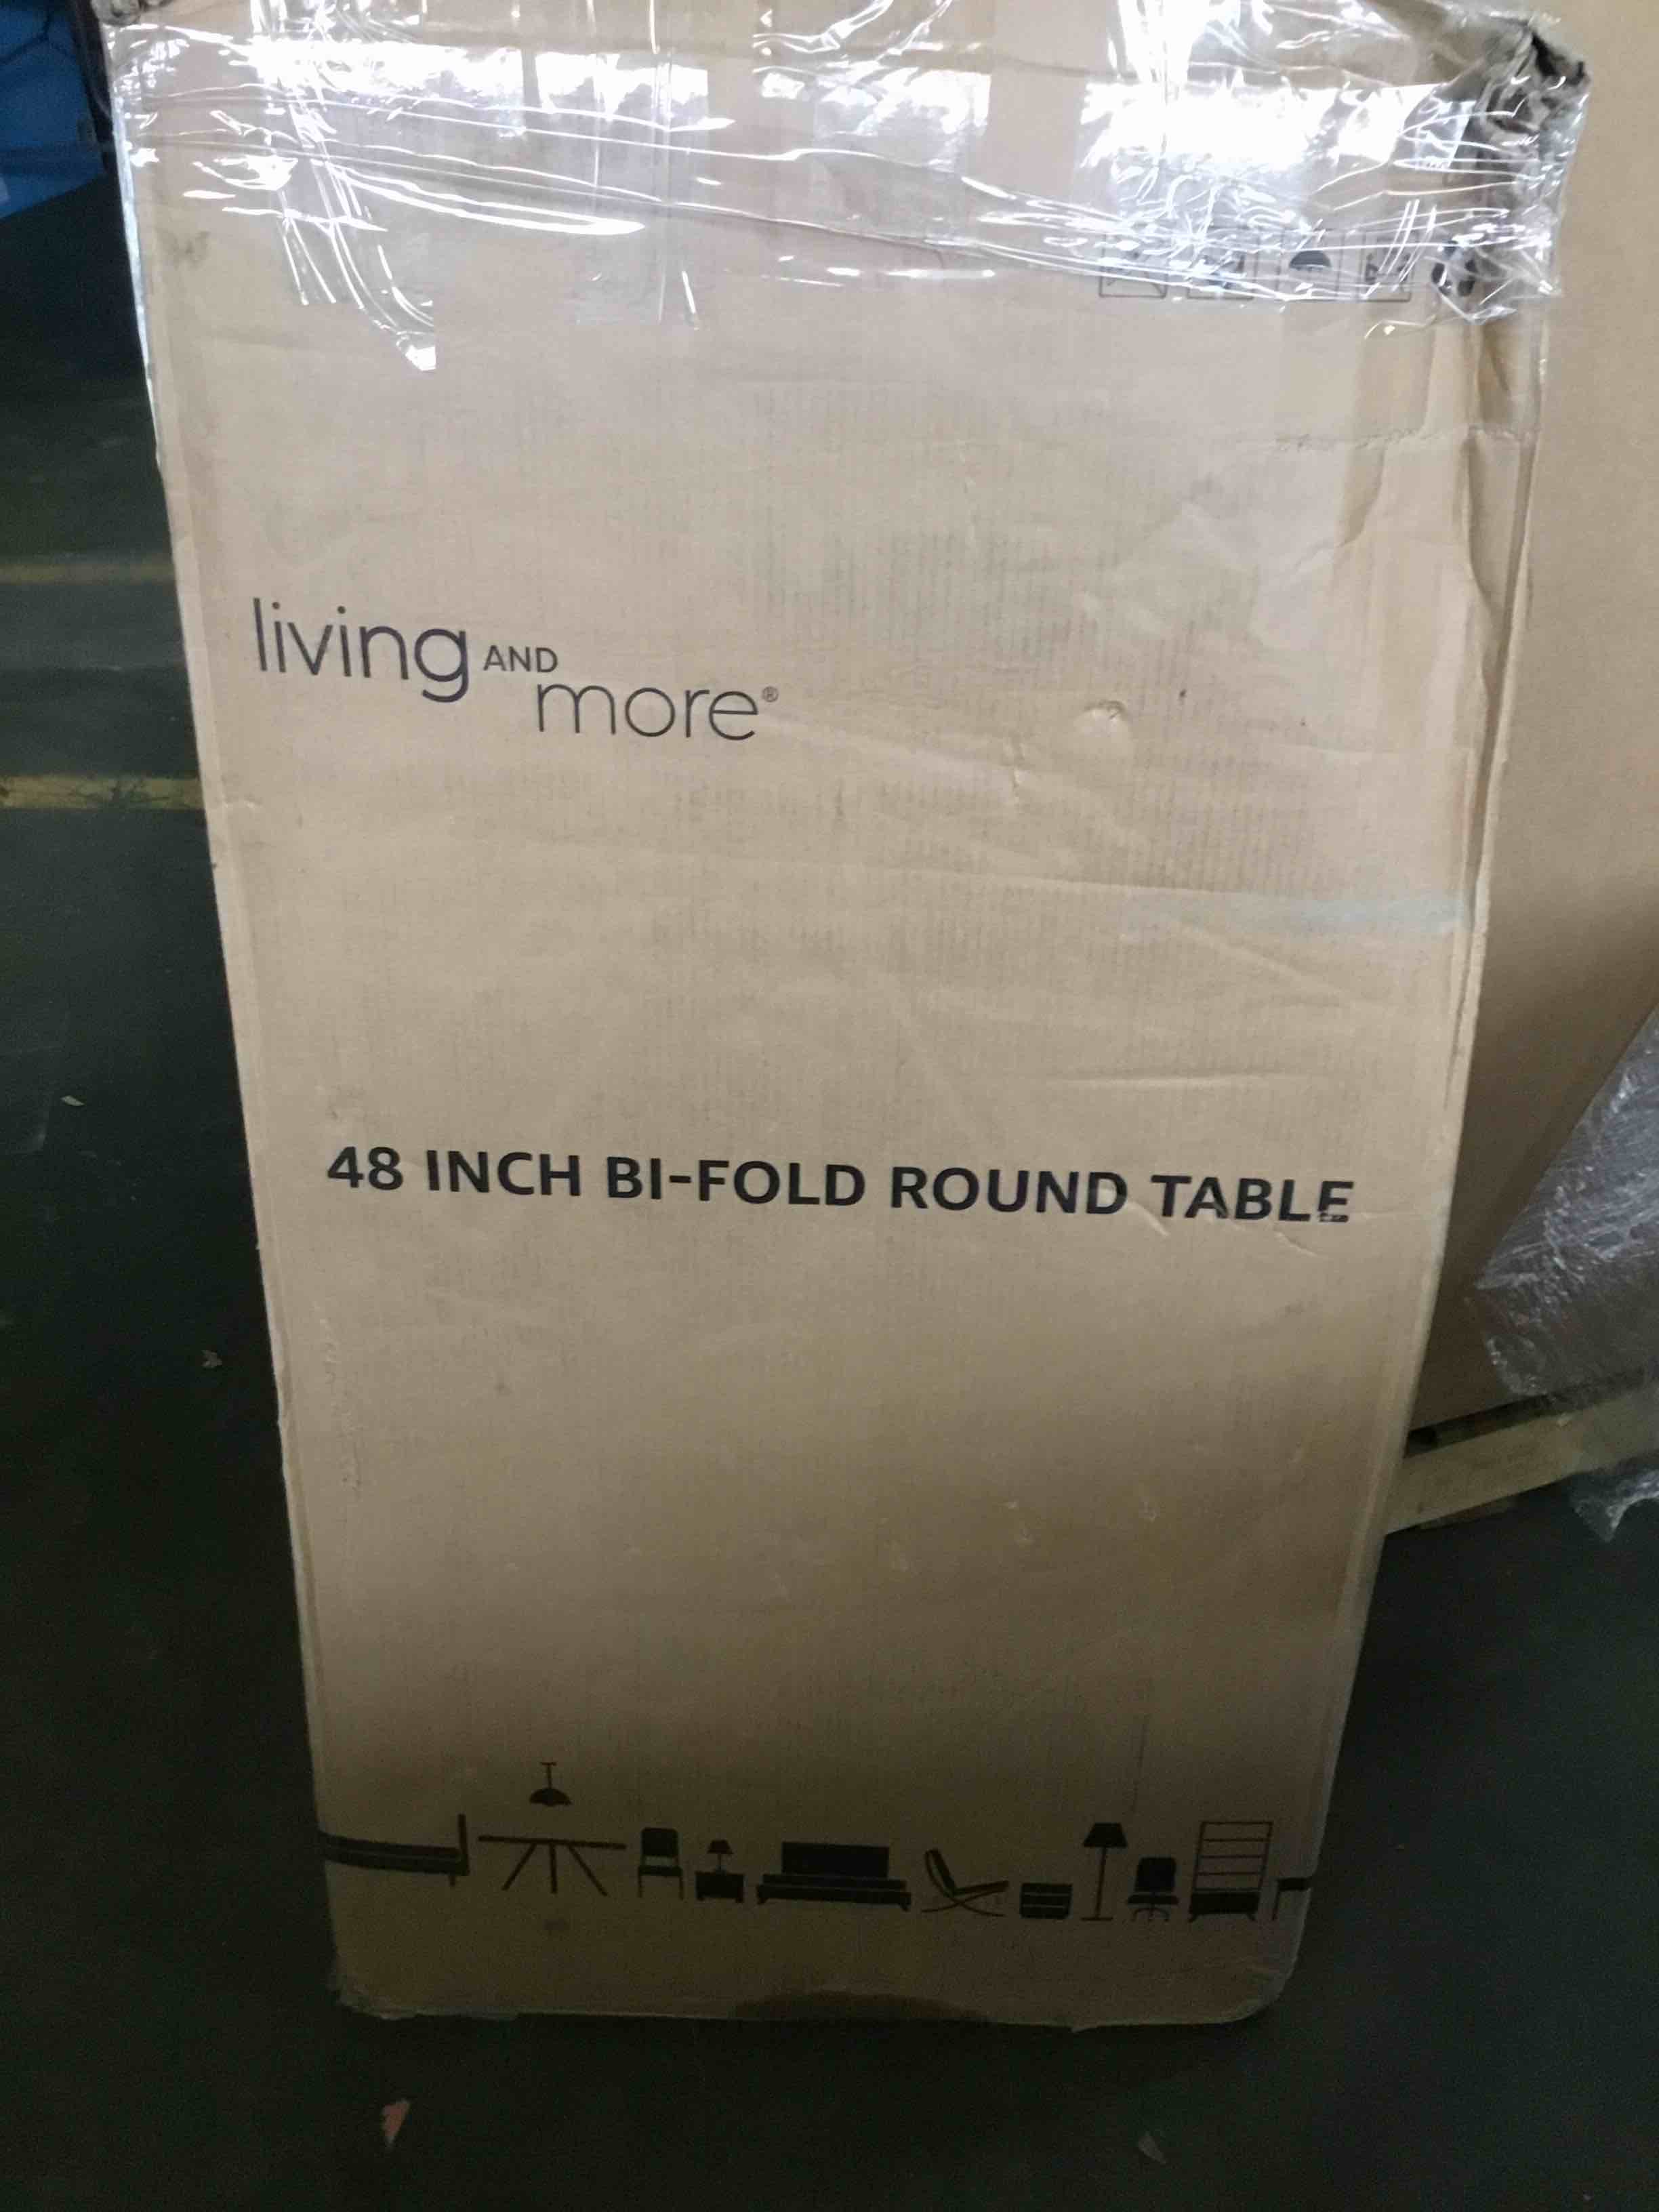 living AND
more®
48 INCH BI-FOLD ROUND TABLE